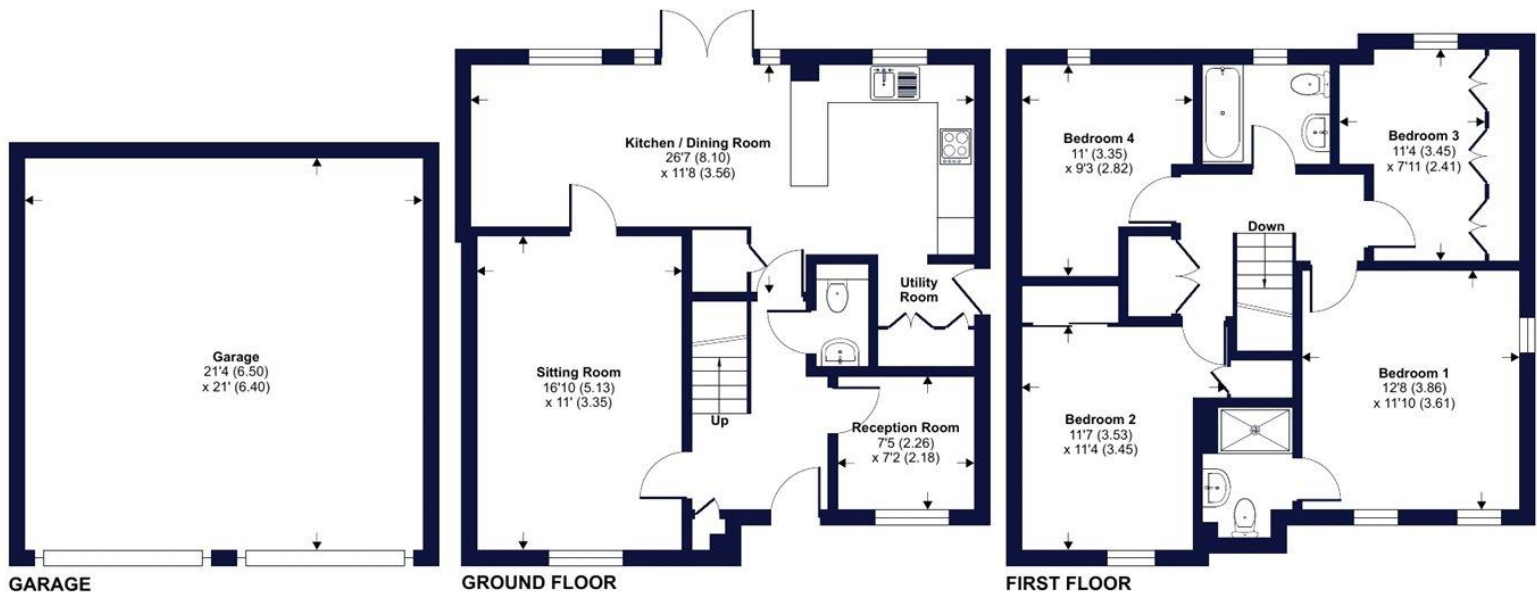 Garage
21'4 (6.50)
x 21' (6.40)
GARAGE
Kitchen / Dining Room
26'7 (8.10)
x 11'8 (3.56)
Utility
Room
Sitting Room
16'10 (5.13)
x 11' (3.35)
Up
Reception Room
7'5 (2.26)
x 7'2 (2.18)
GROUND FLOOR
Bedroom 4
11' (3.35)
x 9'3 (2.82)
Bedroom 3
11'4 (3.45)
x 7'11 (2.41)
Down
Bedroom 2
11'7 (3.53)
x 11'4 (3.45)
Bedroom 1
12'8 (3.86)
x 11'10 (3.61)
FIRST FLOOR